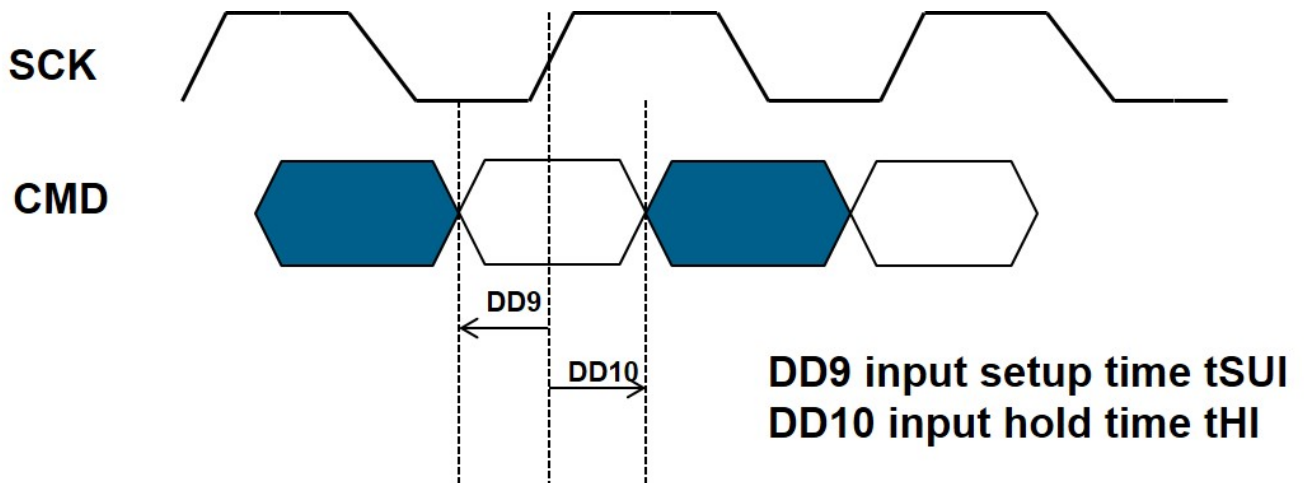 SCK
CMD
DD9
DD10
DD9 input setup time tSUI
DD10 input hold time tHI